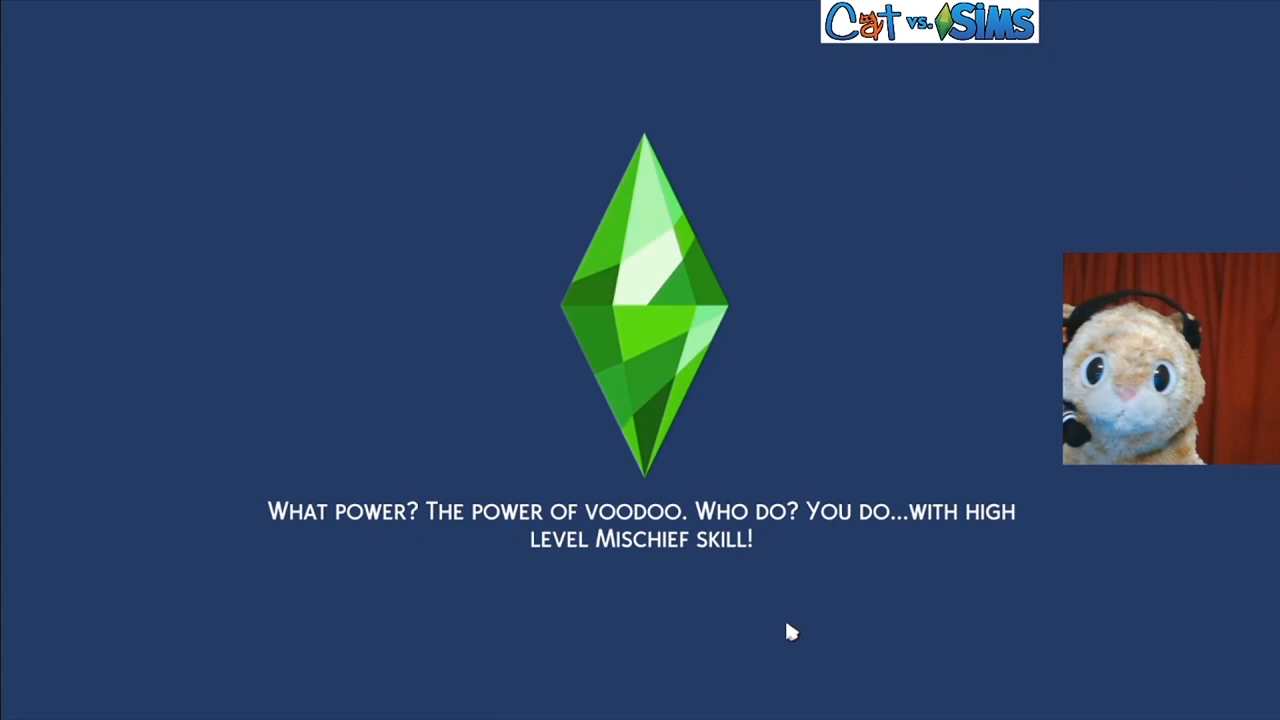 Cat vs. SiMS
WHAT POWER? THE POWER OF VOODOO. WHO DO? YOU DO...WITH HIGH
LEVEL MISCHIEF SKILL!